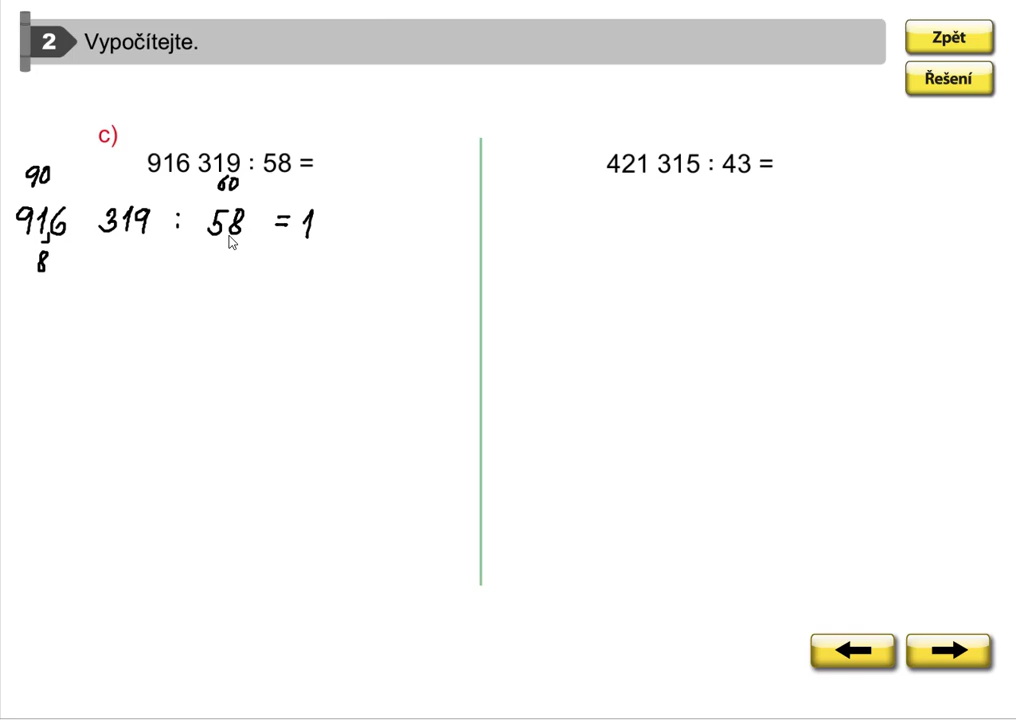 2 Vypočítejte.
Zpět
Řešení
c)
916 319 : 58 =
421 315 : 43 =
90
60
916 319 : 58 = 1
8